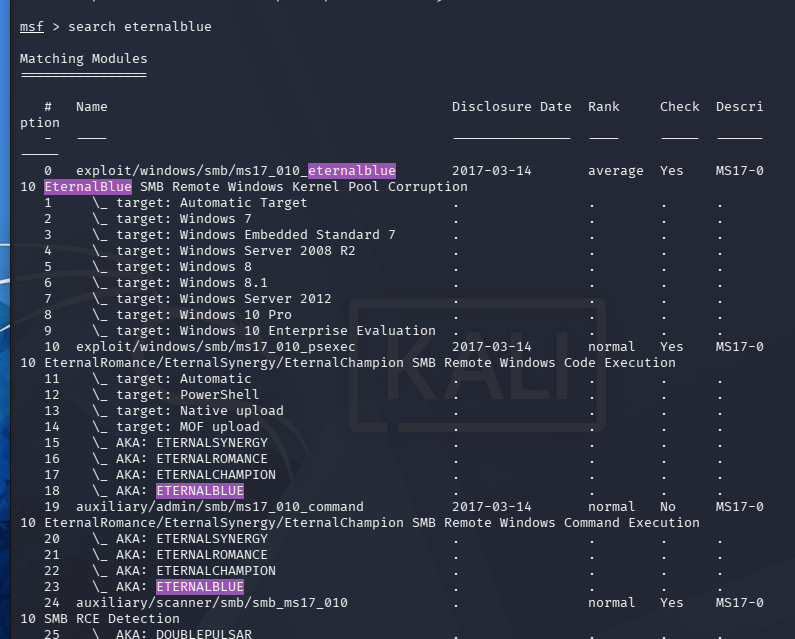 msf > search eternalblue
Matching Modules
================
# Name Disclosure Date Rank Check Descri
ption
- ---- --------------- ---- ----- ------
-----
0 exploit/windows/smb/ms17_010_eternalblue 2017-03-14 average Yes MS17-0
10 EternalBlue SMB Remote Windows Kernel Pool Corruption
1 \_ target: Automatic Target . . . .
2 \_ target: Windows 7 . . . .
3 \_ target: Windows Embedded Standard 7 . . . .
4 \_ target: Windows Server 2008 R2 . . . .
5 \_ target: Windows 8 . . . .
6 \_ target: Windows 8.1 . . . .
7 \_ target: Windows Server 2012 . . . .
8 \_ target: Windows 10 Pro . . . .
9 \_ target: Windows 10 Enterprise Evaluation . . . .
10 exploit/windows/smb/ms17_010_psexec 2017-03-14 normal Yes MS17-0
10 EternalRomance/EternalSynergy/EternalChampion SMB Remote Windows Code Execution
11 \_ target: Automatic . . . .
12 \_ target: PowerShell . . . .
13 \_ target: Native upload . . . .
14 \_ target: MOF upload . . . .
15 \_ AKA: ETERNALSYNERGY . . . .
16 \_ AKA: ETERNALROMANCE . . . .
17 \_ AKA: ETERNALCHAMPION . . . .
18 \_ AKA: ETERNALBLUE . . . .
19 auxiliary/admin/smb/ms17_010_command 2017-03-14 normal No MS17-0
10 EternalRomance/EternalSynergy/EternalChampion SMB Remote Windows Command Execution
20 \_ AKA: ETERNALSYNERGY . . . .
21 \_ AKA: ETERNALROMANCE . . . .
22 \_ AKA: ETERNALCHAMPION . . . .
23 \_ AKA: ETERNALBLUE . . . .
24 auxiliary/scanner/smb/smb_ms17_010 . normal Yes MS17-0
10 SMB RCE Detection
25 \_ AKA: DOUBLEPULSAR . . . .
KALI